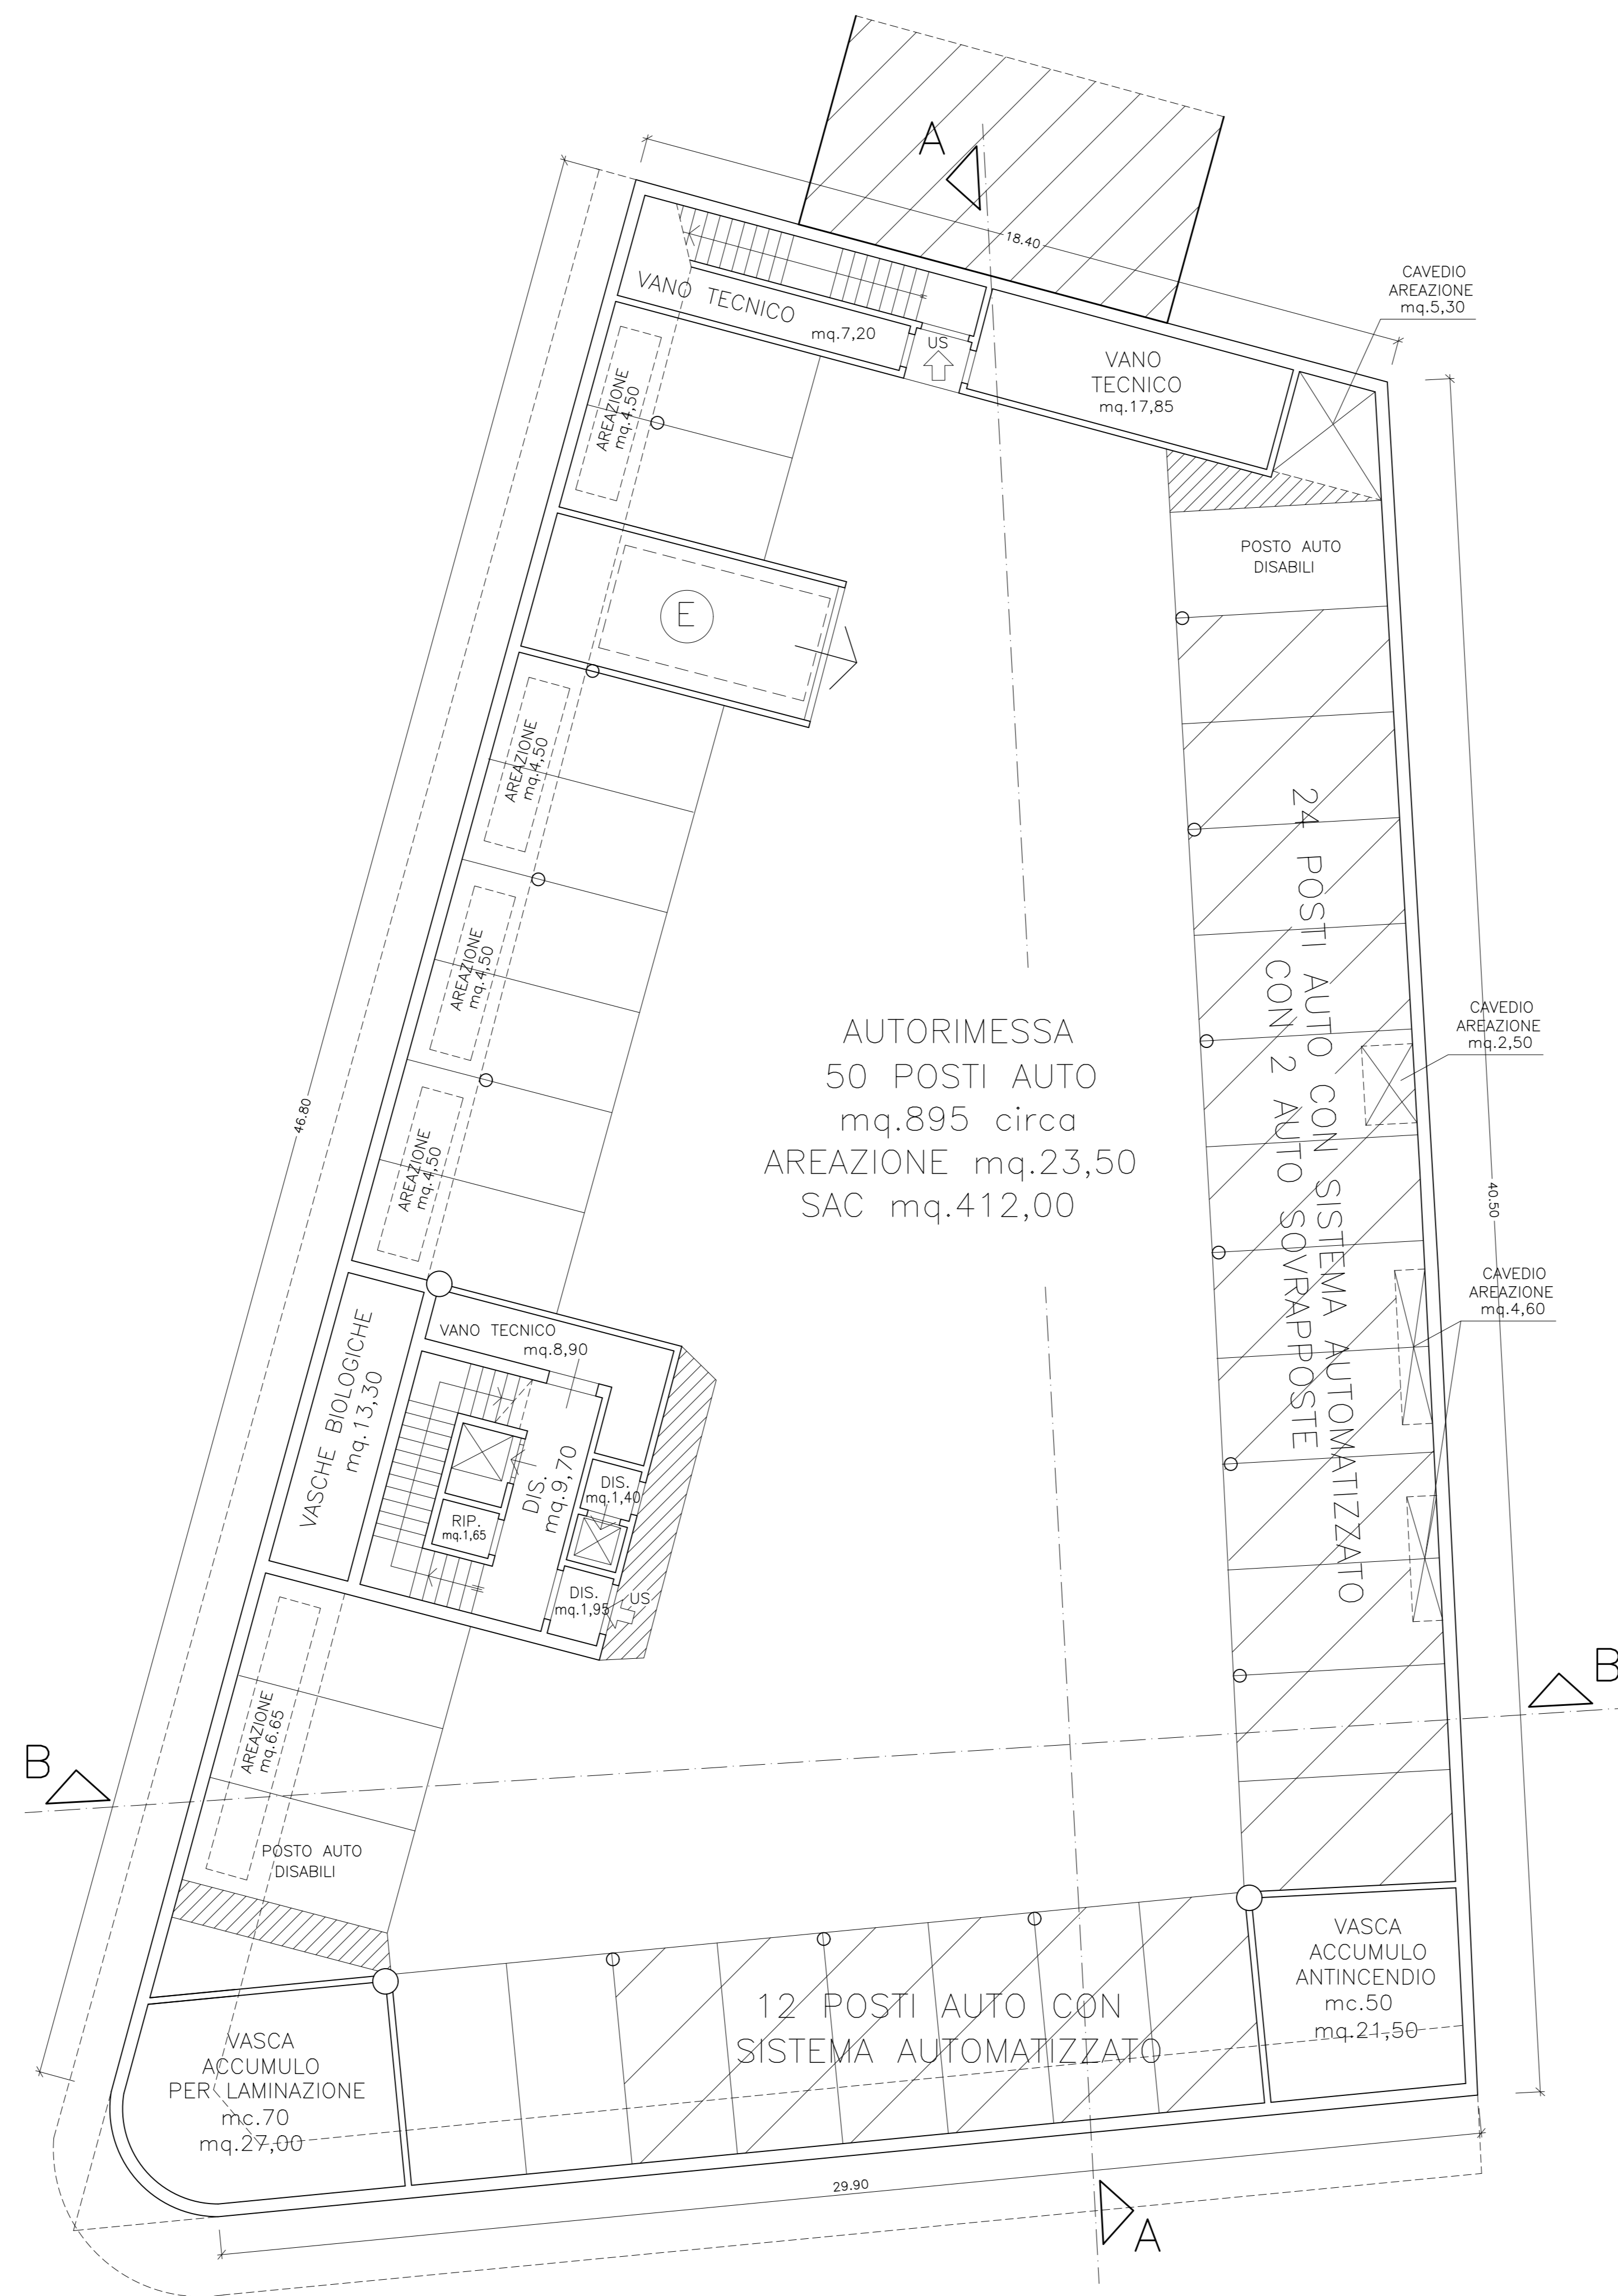 A
18.40
CAVEDIO
AREAZIONE
mq.5,30
VANO TECNICO
mq.7,20
US
VANO
TECNICO
mq.17,85
AREAZIONE
mq.4,50
POSTO AUTO
DISABILI
E
AREAZIONE
mq.4,50
24 POSTI AUTO CON SISTEMA AUTOMATIZZATO
CON 2 AUTO SOVRAPPOSTE
AREAZIONE
mq.4,50
CAVEDIO
AREAZIONE
mq.2,50
AUTORIMESSA
50 POSTI AUTO
mq.895 circa
AREAZIONE mq.23,50
SAC mq.412,00
46.80
AREAZIONE
mq.4,50
40.50
CAVEDIO
AREAZIONE
mq.4,60
VANO TECNICO
mq.8,90
VASCHE BIOLOGICHE
mq.13,30
DIS.
mq.9,70
DIS.
mq.1,40
RIP.
mq.1,65
DIS.
mq.1,95
US
AREAZIONE
mq.6.65
B
B
POSTO AUTO
DISABILI
VASCA
ACCUMULO
ANTINCENDIO
mc.50
mq.21,50
12 POSTI AUTO CON
SISTEMA AUTOMATIZZATO
VASCA
ACCUMULO
PER LAMINAZIONE
mc.70
mq.27,00
29.90
A